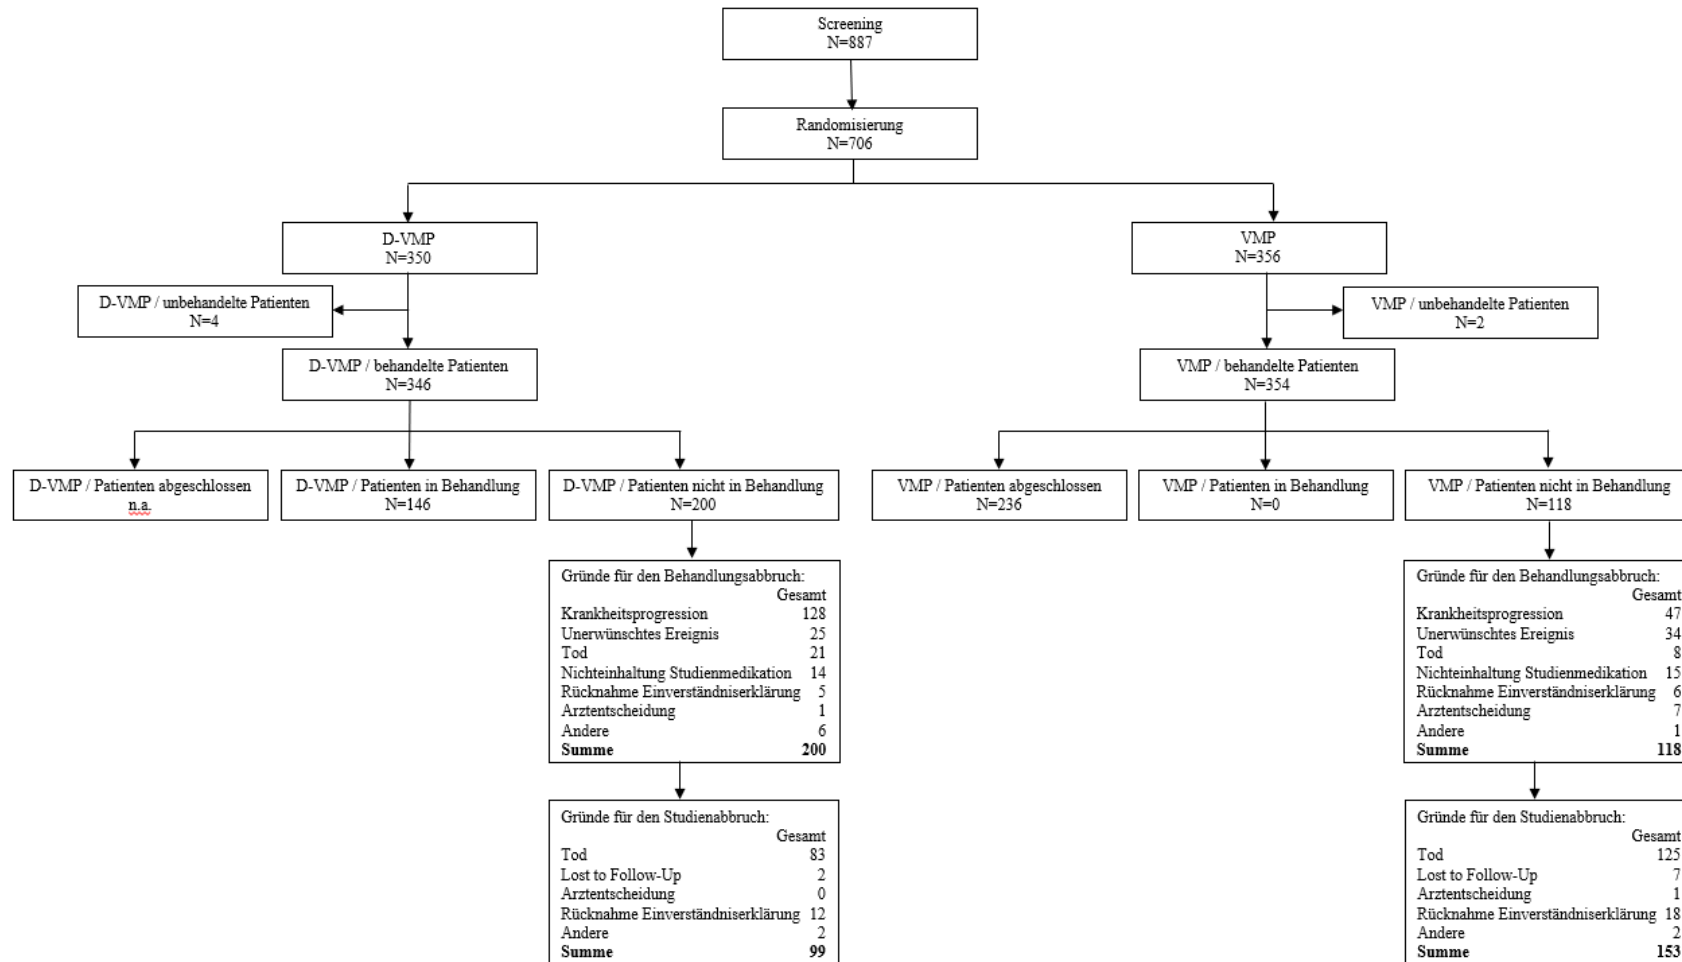 Screening
N=887
Randomisierung
N=706
D-VMP
N=350
VMP
N=356
D-VMP / unbehandelte Patienten
N=4
VMP / unbehandelte Patienten
N=2
D-VMP / behandelte Patienten
N=346
VMP / behandelte Patienten
N=354
D-VMP / Patienten abgeschlossen
n.a.
D-VMP / Patienten in Behandlung
N=146
D-VMP / Patienten nicht in Behandlung
N=200
VMP / Patienten abgeschlossen
N=236
VMP / Patienten in Behandlung
N=0
VMP / Patienten nicht in Behandlung
N=118
Gründe für den Behandlungsabbruch:
Gesamt
Krankheitsprogression 128
Unerwünschtes Ereignis 25
Tod 21
Nichteinhaltung Studienmedikation 14
Rücknahme Einverständniserklärung 5
Arztentscheidung 1
Andere 6
Summe 200
Gründe für den Behandlungsabbruch:
Gesamt
Krankheitsprogression 47
Unerwünschtes Ereignis 34
Tod 8
Nichteinhaltung Studienmedikation 15
Rücknahme Einverständniserklärung 6
Arztentscheidung 7
Andere 1
Summe 118
Gründe für den Studienabbruch:
Gesamt
Tod 83
Lost to Follow-Up 2
Arztentscheidung 0
Rücknahme Einverständniserklärung 12
Andere 2
Summe 99
Gründe für den Studienabbruch:
Gesamt
Tod 125
Lost to Follow-Up 7
Arztentscheidung 1
Rücknahme Einverständniserklärung 18
Andere 2
Summe 153